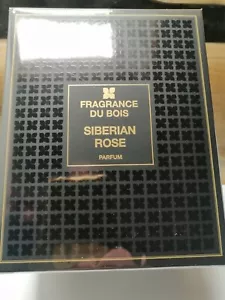 FRAGRANCE
DU BOIS
SIBERIAN
ROSE
PARFUM